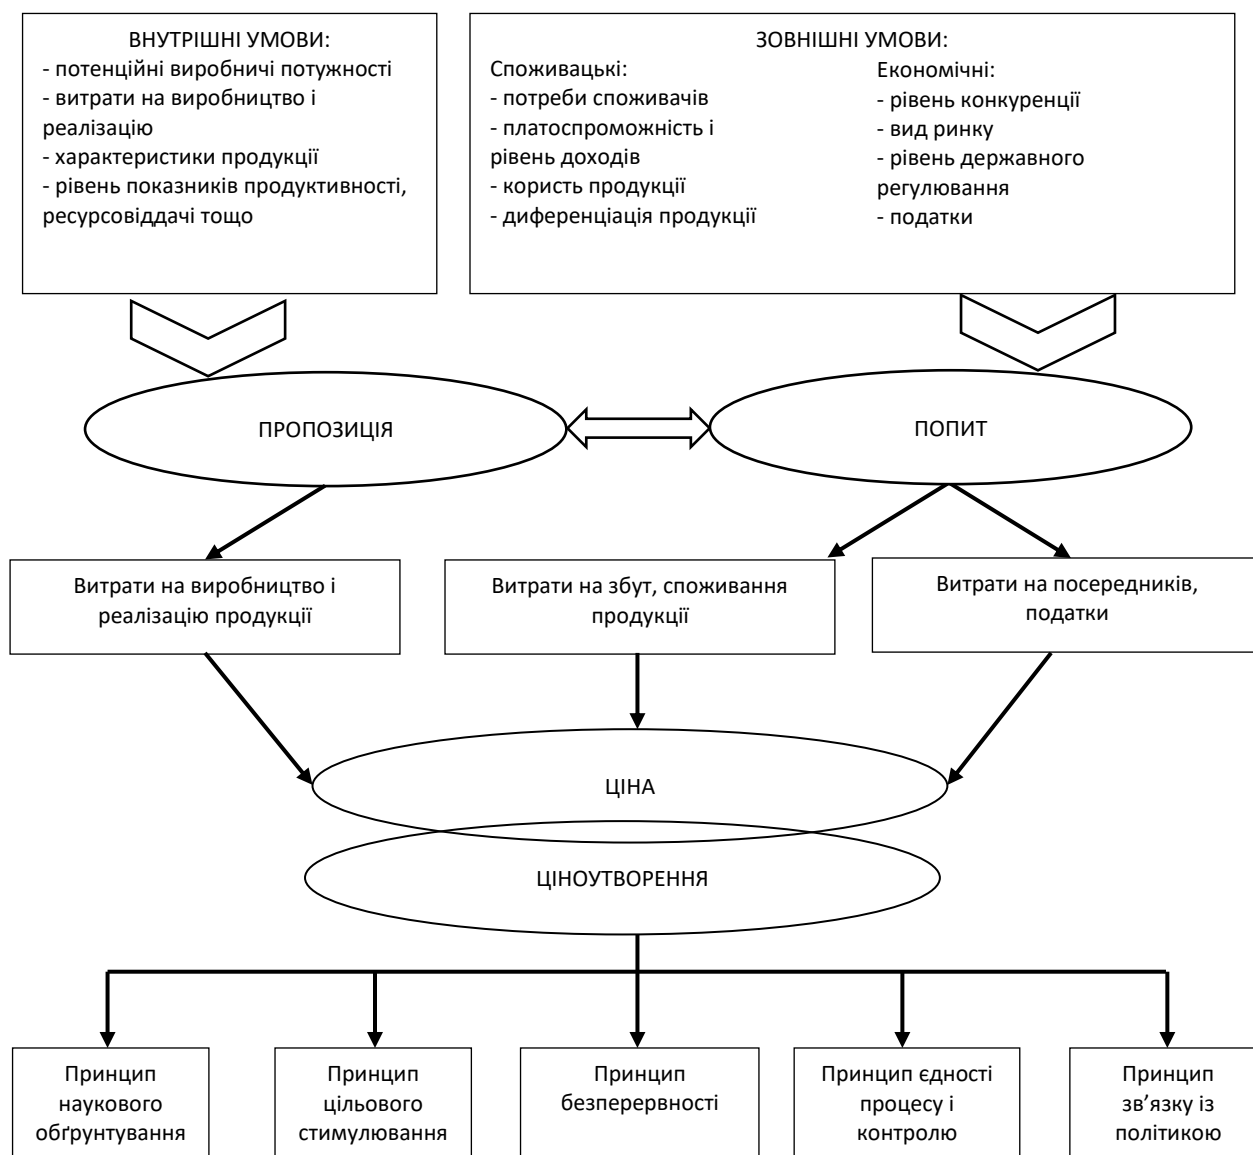 ВНУТРІШНІ УМОВИ:
- потенційні виробничі потужності
- витрати на виробництво і
реалізацію
- характеристики продукції
- рівень показників продуктивності,
ресурсовіддачі тощо
ЗОВНІШНІ УМОВИ:
Споживацькі:
- потреби споживачів
- платоспроможність і
рівень доходів
- користь продукції
- диференціація продукції
Економічні:
- рівень конкуренції
- вид ринку
- рівень державного
регулювання
- податки
ПРОПОЗИЦІЯ
ПОПИТ
Витрати на виробництво і
реалізацію продукції
Витрати на збут, споживання
продукції
Витрати на посередників,
податки
ЦІНА
ЦІНОУТВОРЕННЯ
Принцип
наукового
обґрунтування
Принцип
цільового
стимулювання
Принцип
безперервності
Принцип єдності
процесу і
контролю
Принцип
зв’язку із
політикою